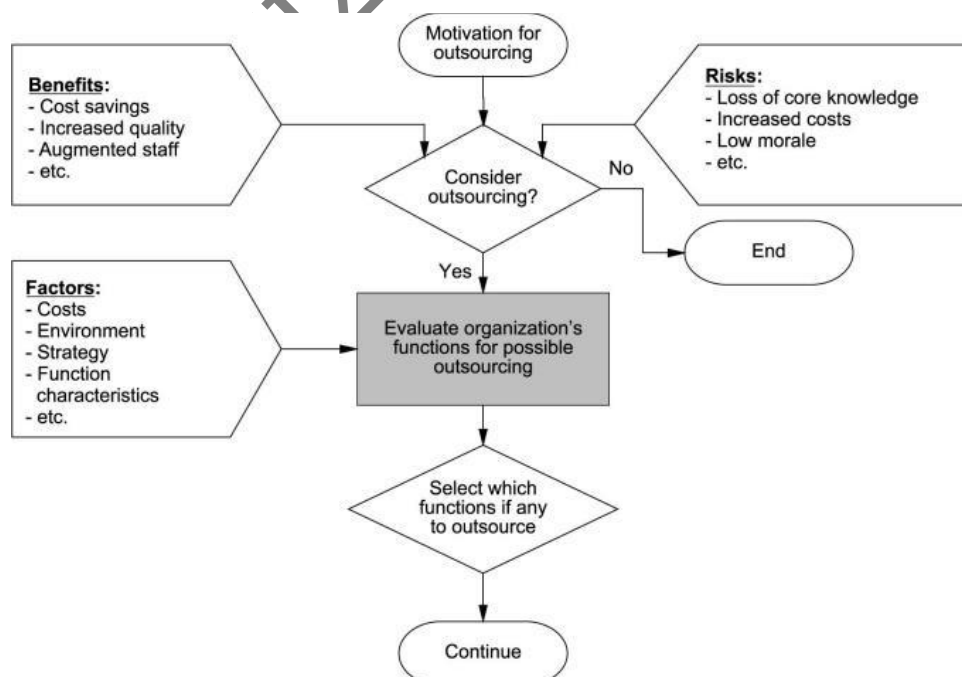 Motivation for
outsourcing
Benefits:
- Cost savings
- Increased quality
- Augmented staff
- etc.
Risks:
- Loss of core knowledge
- Increased costs
- Low morale
- etc.
Consider
outsourcing?
No
End
Yes
Factors:
- Costs
- Environment
- Strategy
- Function
characteristics
- etc.
Evaluate organization's
functions for possible
outsourcing
Select which
functions if any
to outsource
Continue